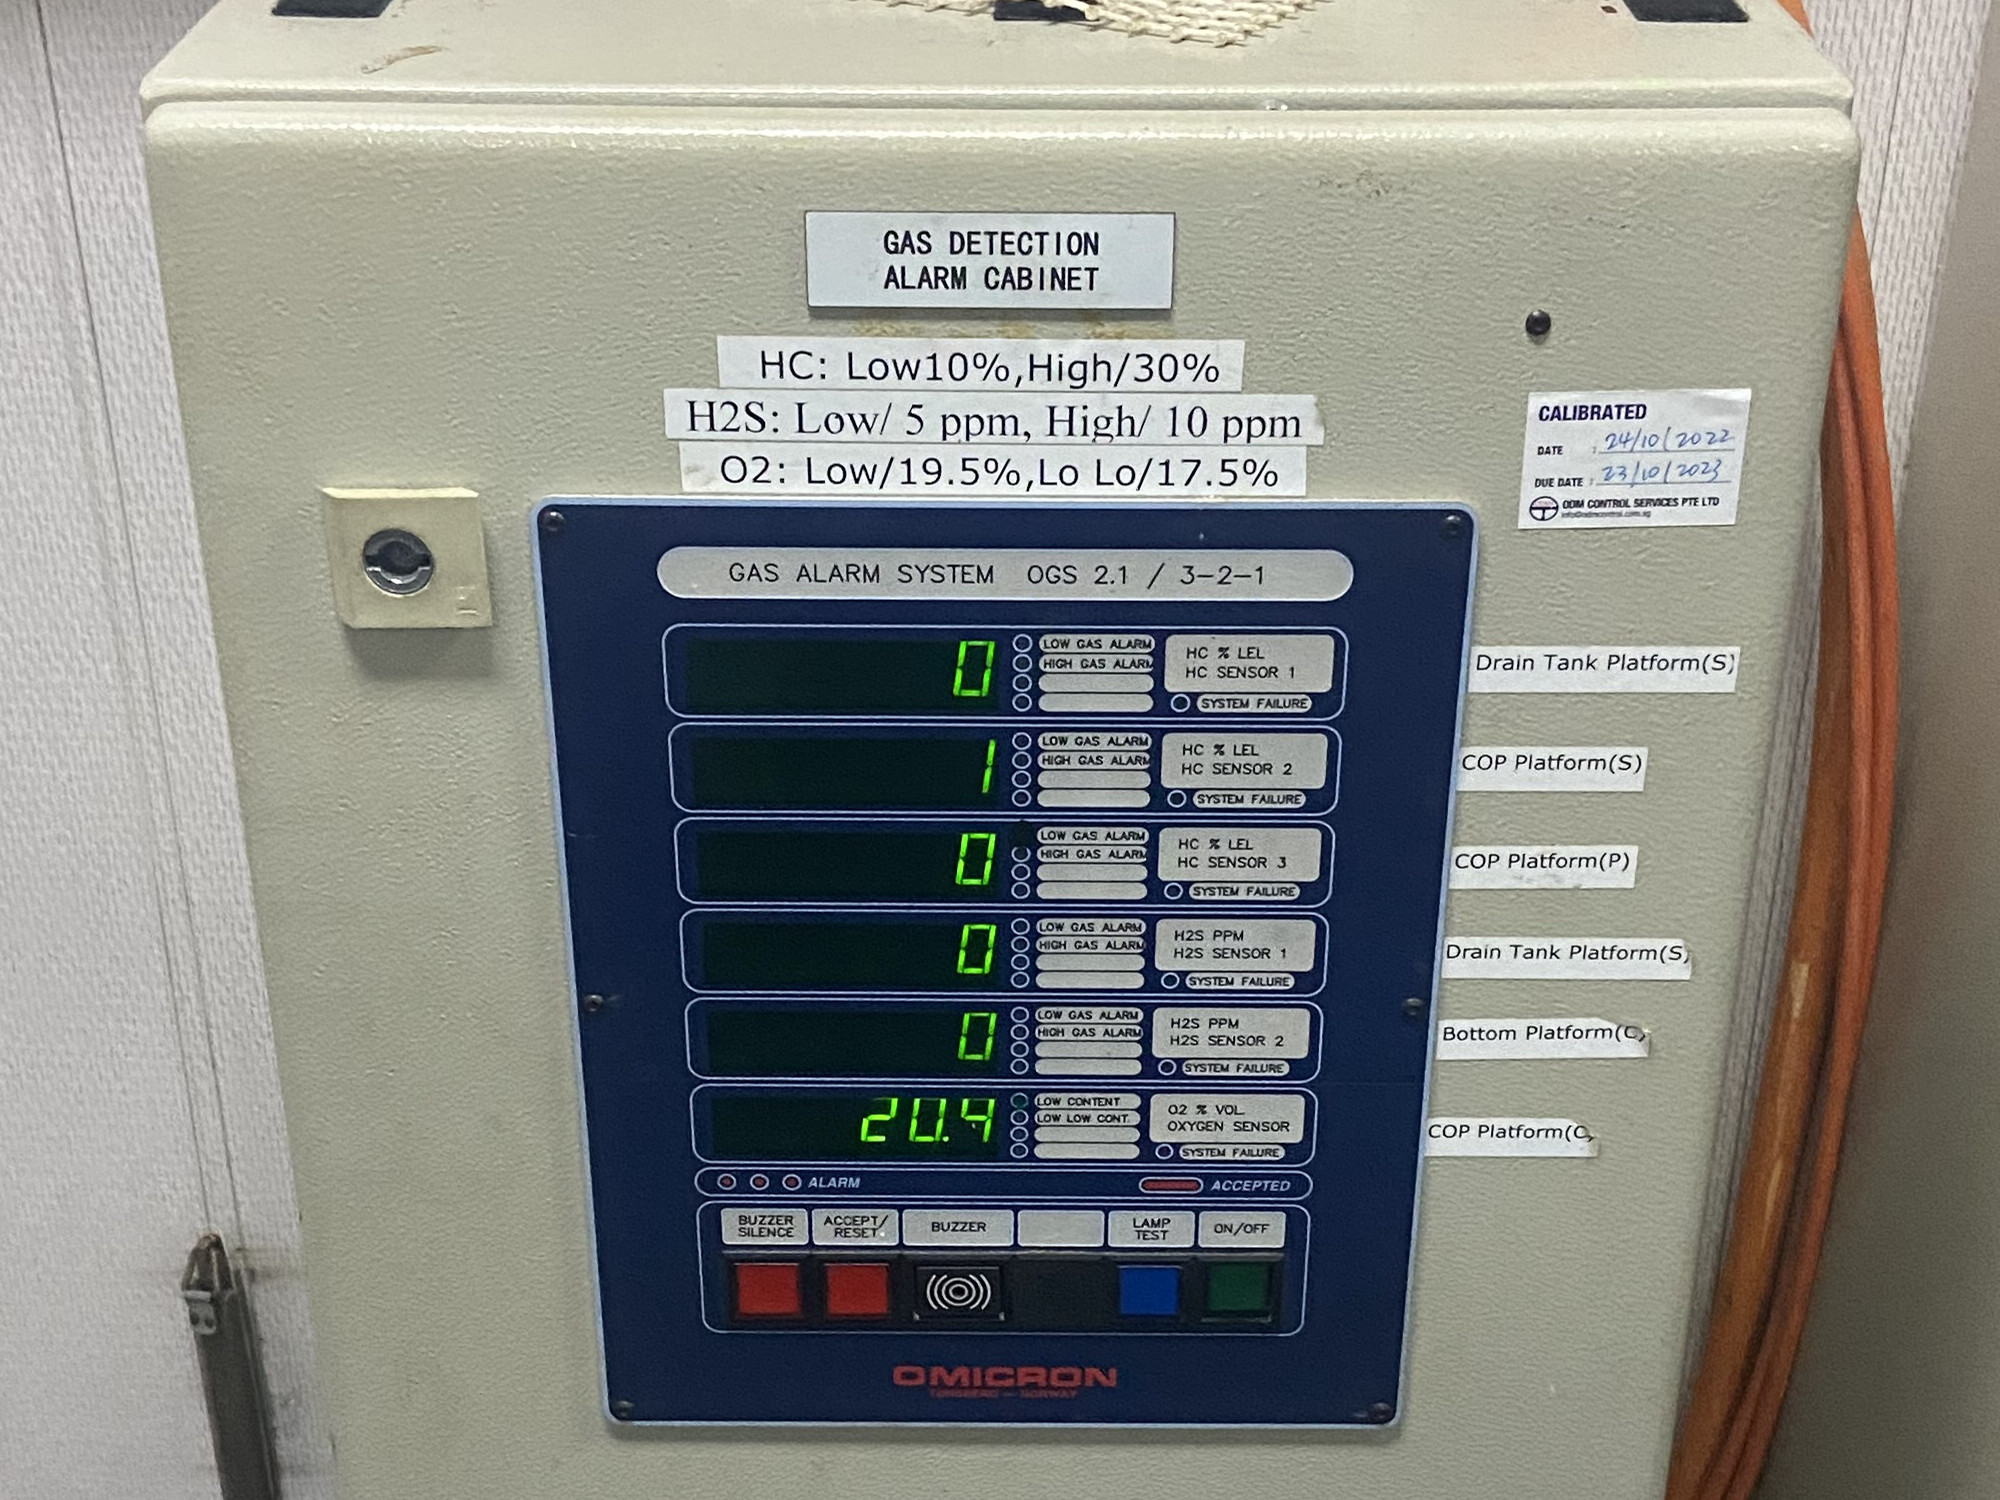 GAS DETECTION
ALARM CABINET
HC: Low10%,High/30%
H2S: Low/ 5 ppm, High/ 10 ppm
O2: Low/19.5%,Lo Lo/17.5%
CALIBRATED
DATE : 24/10/2022
DUE DATE : 23/10/2023
ODM CONTROL SERVICES PTE LTD
GAS ALARM SYSTEM OGS 2.1 / 3-2-1
0
LOW GAS ALARM
HIGH GAS ALARM
HC % LEL
HC SENSOR 1
SYSTEM FAILURE
Drain Tank Platform(S)
1
LOW GAS ALARM
HIGH GAS ALARM
HC % LEL
HC SENSOR 2
SYSTEM FAILURE
COP Platform(S)
0
LOW GAS ALARM
HIGH GAS ALARM
HC % LEL
HC SENSOR 3
SYSTEM FAILURE
COP Platform(P)
0
LOW GAS ALARM
HIGH GAS ALARM
H2S PPM
H2S SENSOR 1
SYSTEM FAILURE
Drain Tank Platform(S)
0
LOW GAS ALARM
HIGH GAS ALARM
H2S PPM
H2S SENSOR 2
SYSTEM FAILURE
Bottom Platform(C)
20.4
LOW CONTENT
LOW LOW CONT.
O2 % VOL.
OXYGEN SENSOR
SYSTEM FAILURE
COP Platform(C)
ALARM
ACCEPTED
BUZZER
SILENCE
ACCEPT/
RESET
BUZZER
LAMP
TEST
ON/OFF
OMICRON
TØNSBERG — NORWAY